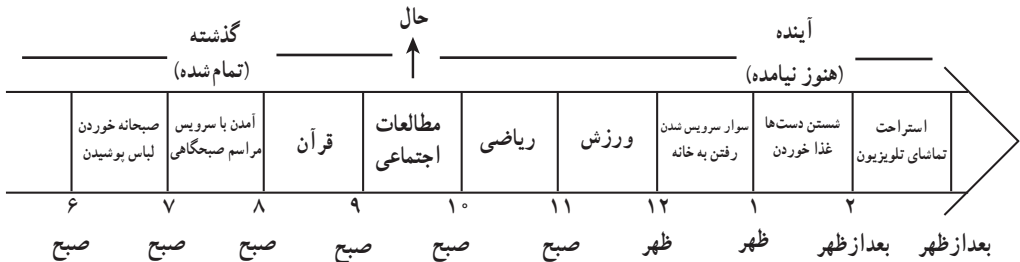 حال
گذشته
(تمام‌شده)
آینده
(هنوز نیامده)
صبحانه خوردن
لباس پوشیدن
آمدن با سرویس
مراسم صبحگاهی
قرآن
مطالعات
اجتماعی
ریاضی
ورزش
سوار سرویس شدن
رفتن به خانه
شستن دست‌ها
غذا خوردن
استراحت
تماشای تلویزیون
۶ ۷ ۸ ۹ ۱۰ ۱۱ ۱۲ ۱ ۲
صبح صبح صبح صبح صبح صبح ظهر ظهر بعدازظهر بعدازظهر